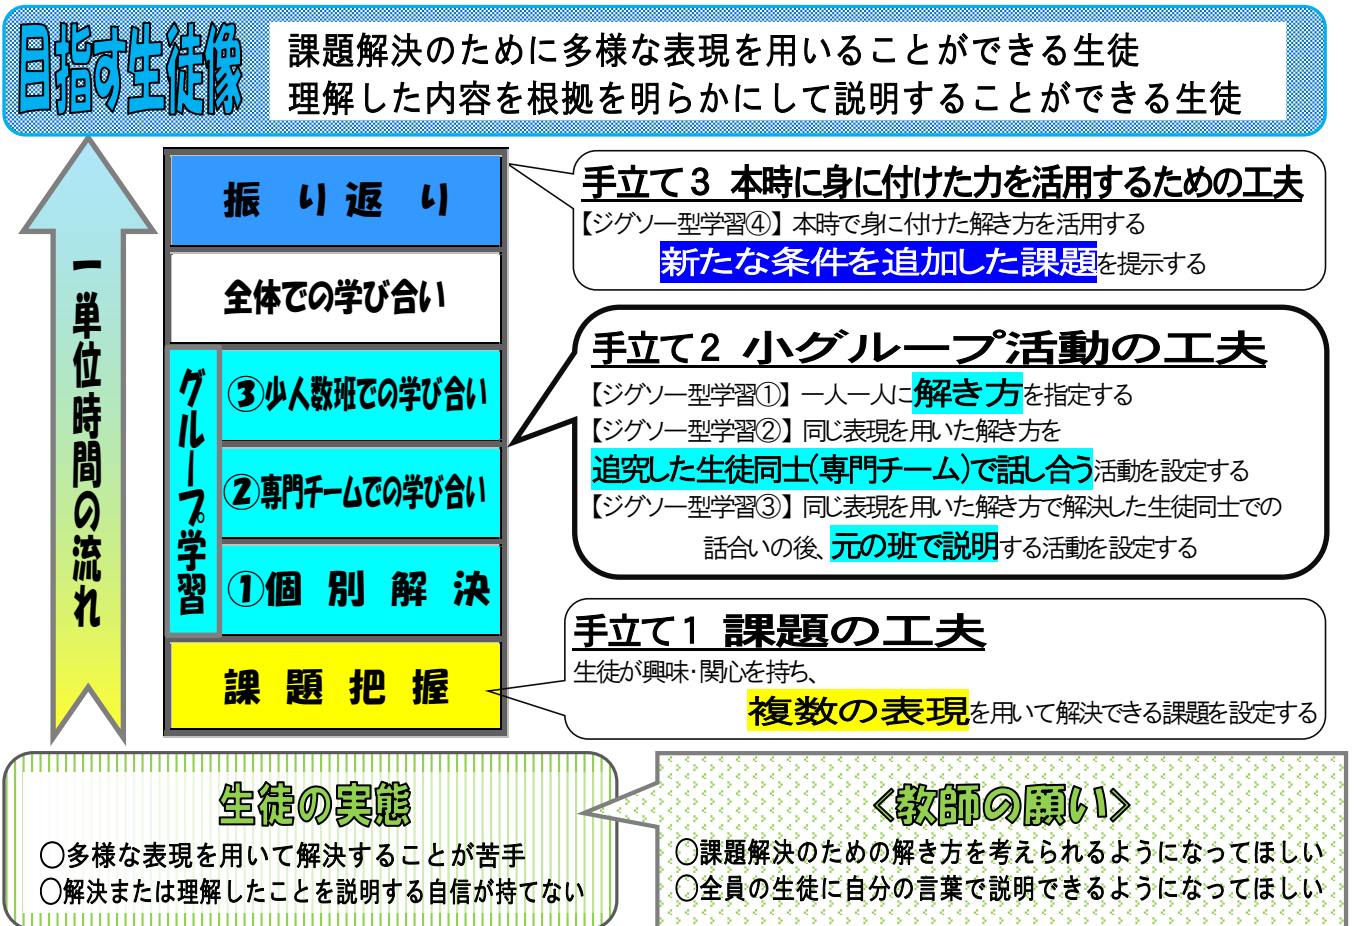 目指す生徒像
課題解決のために多様な表現を用いることができる生徒
理解した内容を根拠を明らかにして説明することができる生徒
一単位時間の流れ
振り返り
全体での学び合い
グループ学習
③少人数班での学び合い
②専門チームでの学び合い
①個別解決
課題把握
手立て3 本時に身に付けた力を活用するための工夫
【ジグソー型学習④】本時で身に付けた解き方を活用する
新たな条件を追加した課題を提示する
手立て2 小グループ活動の工夫
【ジグソー型学習①】一人一人に解き方を指定する
【ジグソー型学習②】同じ表現を用いた解き方を
追究した生徒同士(専門チーム)で話し合う活動を設定する
【ジグソー型学習③】同じ表現を用いた解き方で解決した生徒同士での
話合いの後、元の班で説明する活動を設定する
手立て1 課題の工夫
生徒が興味・関心を持ち、
複数の表現を用いて解決できる課題を設定する
生徒の実態
○多様な表現を用いて解決することが苦手
○解決または理解したことを説明する自信が持てない
<教師の願い>
○課題解決のための解き方を考えられるようになってほしい
○全員の生徒に自分の言葉で説明できるようになってほしい